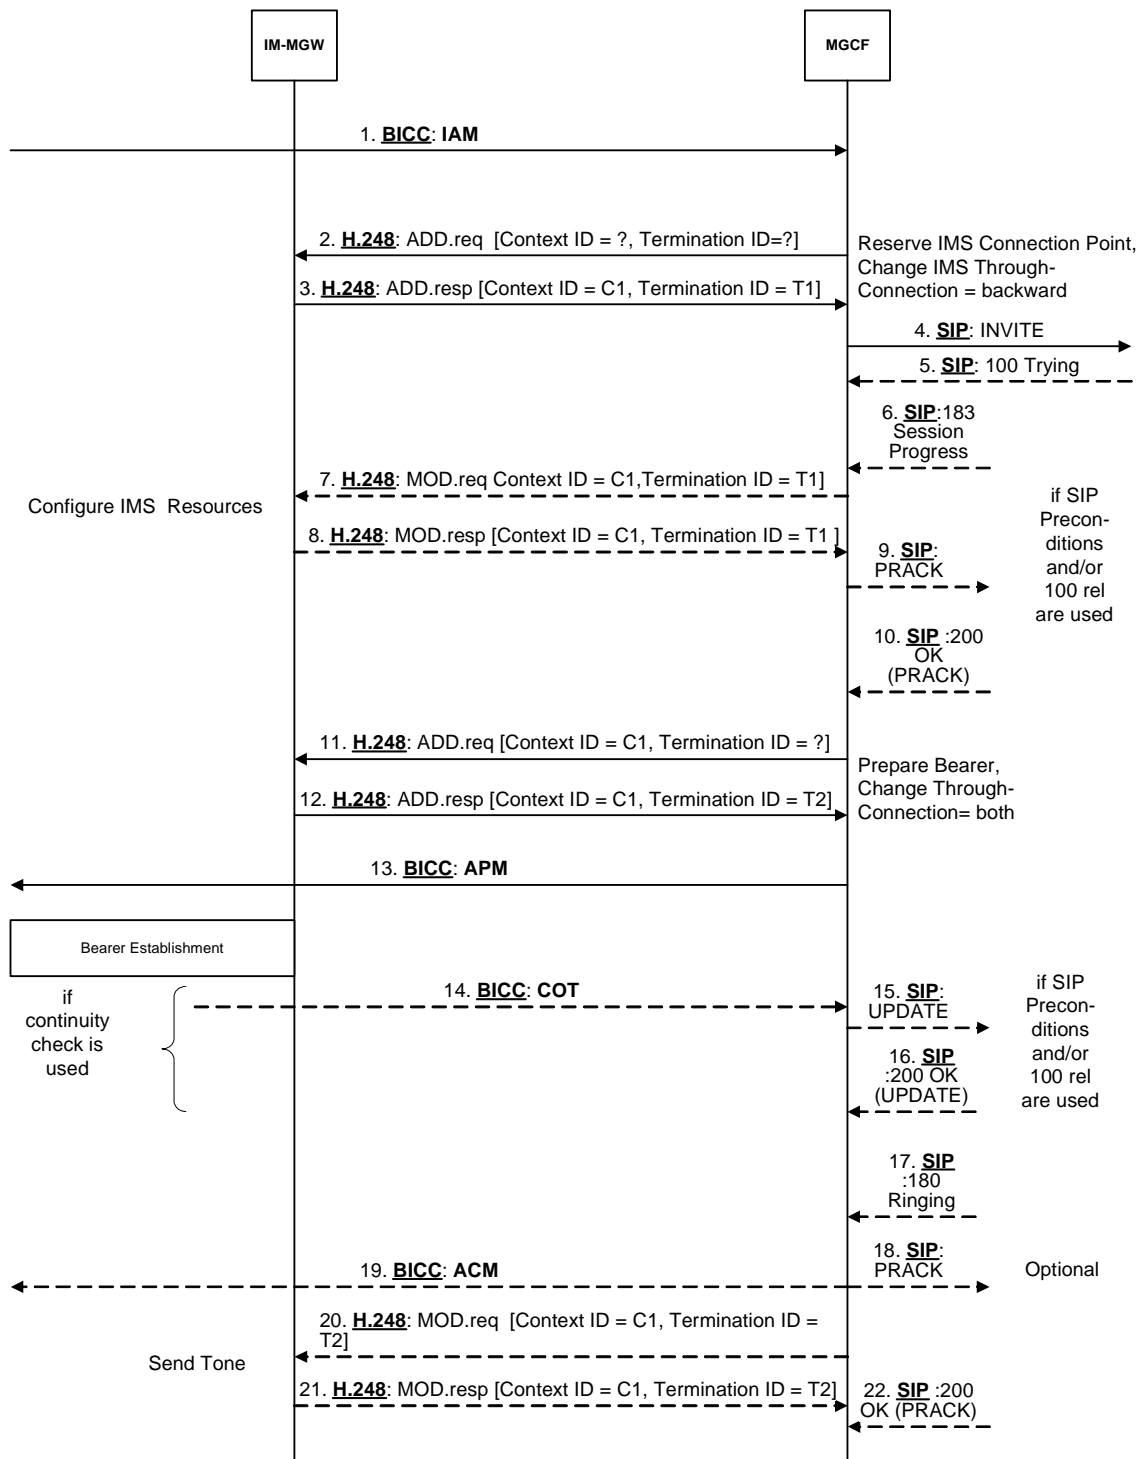 IM-MGW
MGCF
1. BICC: IAM
2. H.248: ADD.req [Context ID = ?, Termination ID=?]
Reserve IMS Connection Point,
Change IMS Through-
Connection = backward
3. H.248: ADD.resp [Context ID = C1, Termination ID = T1]
4. SIP: INVITE
5. SIP: 100 Trying
6. SIP:183
Session
Progress
7. H.248: MOD.req Context ID = C1,Termination ID = T1]
Configure IMS Resources
8. H.248: MOD.resp [Context ID = C1, Termination ID = T1 ]
9. SIP:
PRACK
if SIP
Precon-
ditions
and/or
100 rel
are used
10. SIP :200
OK
(PRACK)
11. H.248: ADD.req [Context ID = C1, Termination ID = ?]
Prepare Bearer,
Change Through-
Connection= both
12. H.248: ADD.resp [Context ID = C1, Termination ID = T2]
13. BICC: APM
Bearer Establishment
if
continuity
check is
used
14. BICC: COT
15. SIP:
UPDATE
if SIP
Precon-
ditions
and/or
100 rel
are used
16. SIP
:200 OK
(UPDATE)
17. SIP
:180
Ringing
18. SIP:
PRACK
Optional
19. BICC: ACM
20. H.248: MOD.req [Context ID = C1, Termination ID =
T2]
Send Tone
21. H.248: MOD.resp [Context ID = C1, Termination ID = T2]
22. SIP :200
OK (PRACK)